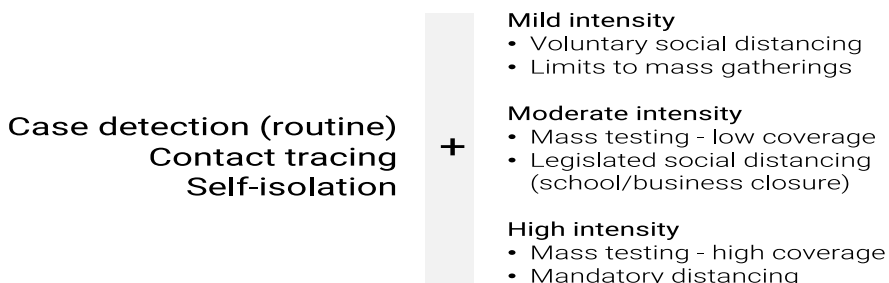 Case detection (routine)
Contact tracing
Self-isolation
+
Mild intensity
• Voluntary social distancing
• Limits to mass gatherings
Moderate intensity
• Mass testing - low coverage
• Legislated social distancing
(school/business closure)
High intensity
• Mass testing - high coverage
• Mandatory distancing